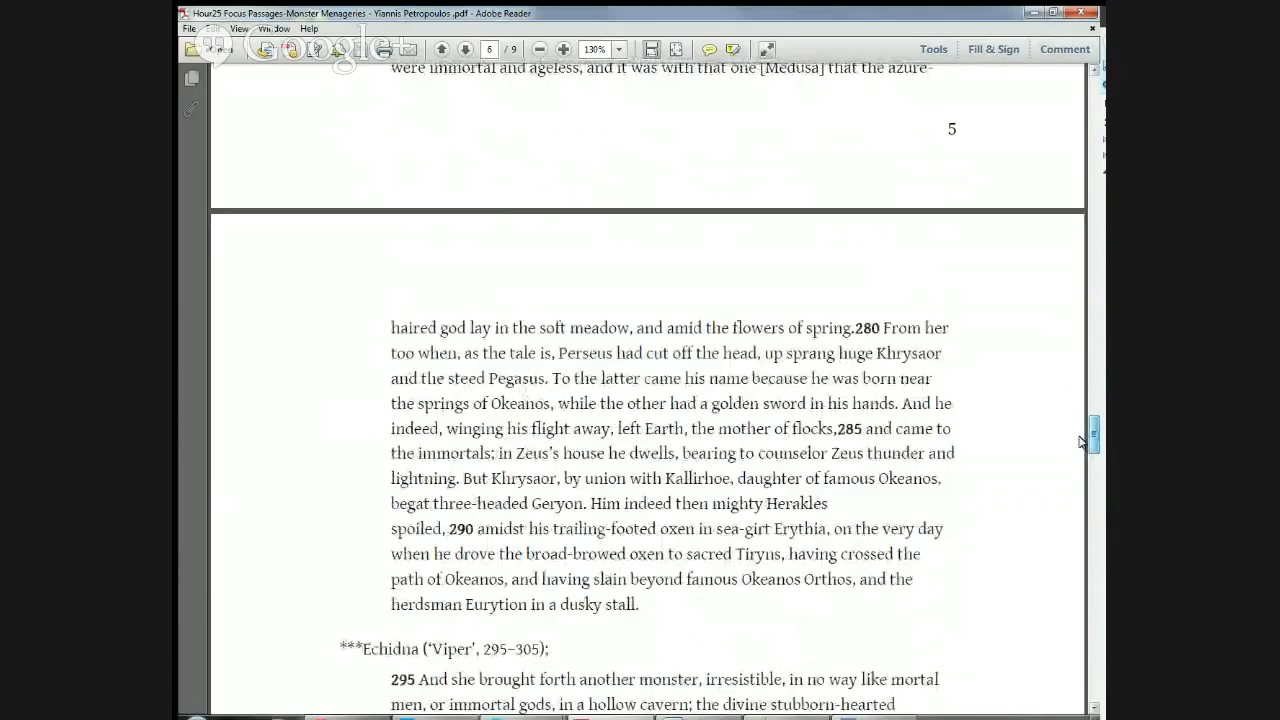 Hour25 Focus Passages-Monster Menageries - Yiannis Petropoulos .pdf - Adobe Reader
File Edit View Window Help
Google
6 / 9 130% Tools Fill & Sign Comment
were immortal and ageless, and it was with that one [Medusa] that the azure-
5
haired god lay in the soft meadow, and amid the flowers of spring.280 From her
too when, as the tale is, Perseus had cut off the head, up sprang huge Khrysaor
and the steed Pegasus. To the latter came his name because he was born near
the springs of Okeanos, while the other had a golden sword in his hands. And he
indeed, winging his flight away, left Earth, the mother of flocks,285 and came to
the immortals; in Zeus’s house he dwells, bearing to counselor Zeus thunder and
lightning. But Khrysaor, by union with Kallirhoe, daughter of famous Okeanos,
begat three-headed Geryon. Him indeed then mighty Herakles
spoiled, 290 amidst his trailing-footed oxen in sea-girt Erythia, on the very day
when he drove the broad-browed oxen to sacred Tiryns, having crossed the
path of Okeanos, and having slain beyond famous Okeanos Orthos, and the
herdsman Eurytion in a dusky stall.
***Echidna (‘Viper’, 295–305);
295 And she brought forth another monster, irresistible, in no way like mortal
men, or immortal gods, in a hollow cavern; the divine stubborn-hearted